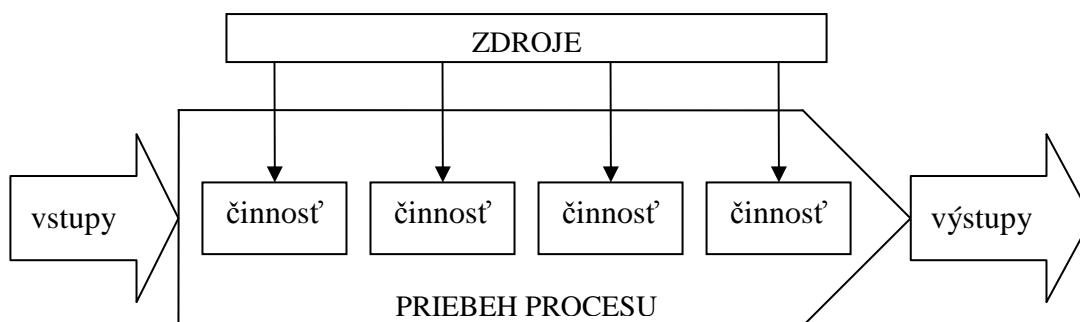 ZDROJE
vstupy
činnosť
činnosť
činnosť
činnosť
výstupy
PRIEBEH PROCESU